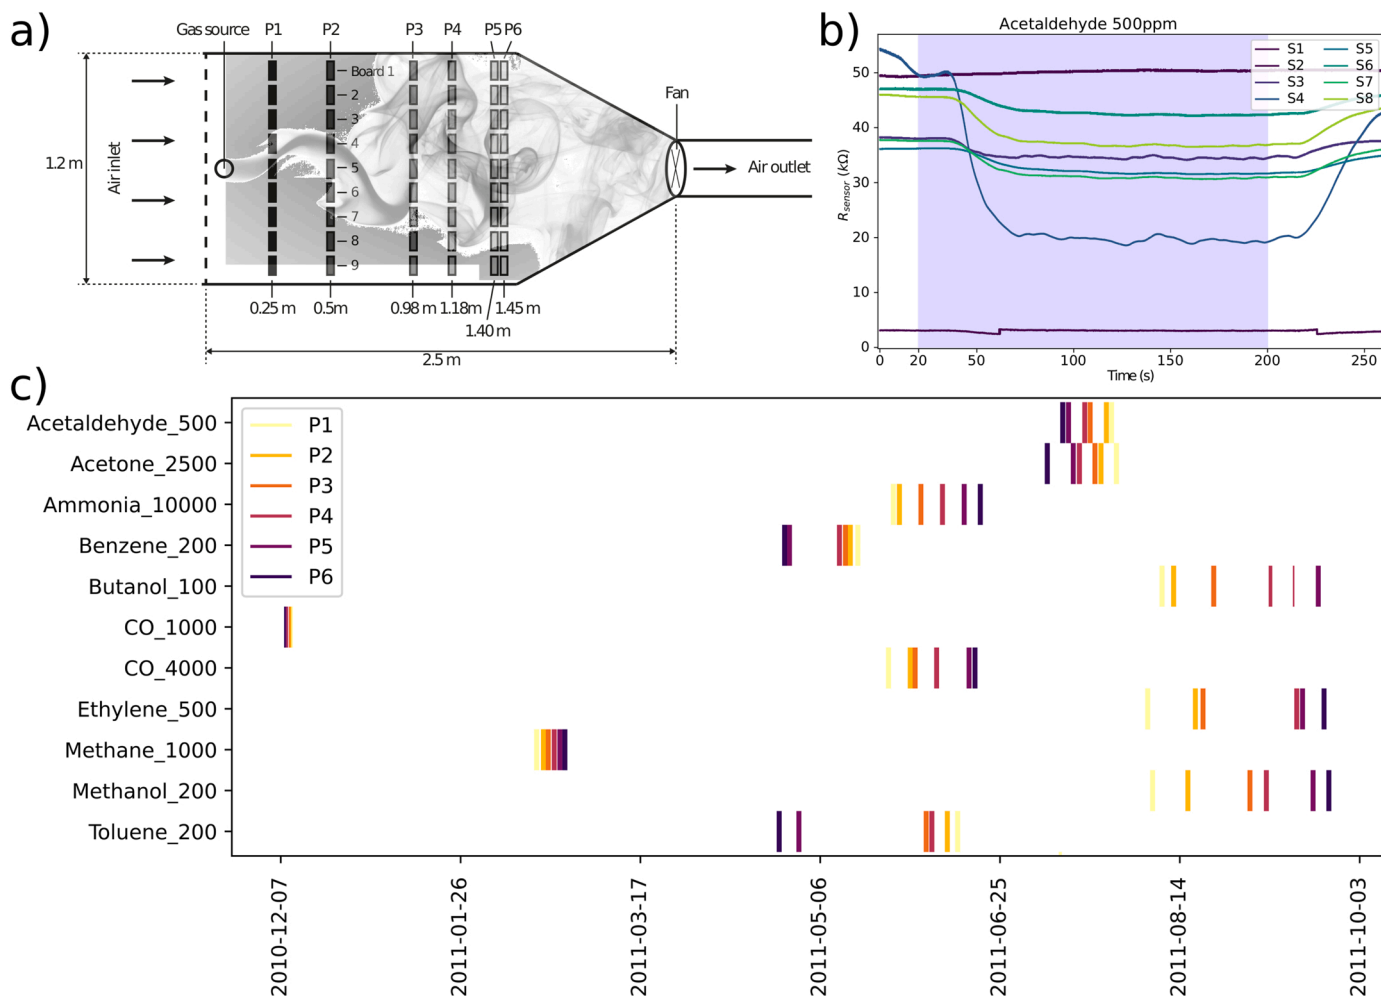 a)
Gas source P1 P2 P3 P4 P5 P6
Board 1
2
3
4
5
6
7
8
9
1.2 m
Air inlet
Fan
Air outlet
0.25 m 0.5m 0.98 m 1.18m 1.45 m
1.40 m
2.5 m
b)
Acetaldehyde 500ppm
S1 S5
S2 S6
S3 S7
S4 S8
50
40
30
20
10
0
Rsensor (kΩ)
0 20 50 100 150 200 250
Time (s)
c)
P1
P2
P3
P4
P5
P6
Acetaldehyde_500
Acetone_2500
Ammonia_10000
Benzene_200
Butanol_100
CO_1000
CO_4000
Ethylene_500
Methane_1000
Methanol_200
Toluene_200
2010-12-07
2011-01-26
2011-03-17
2011-05-06
2011-06-25
2011-08-14
2011-10-03